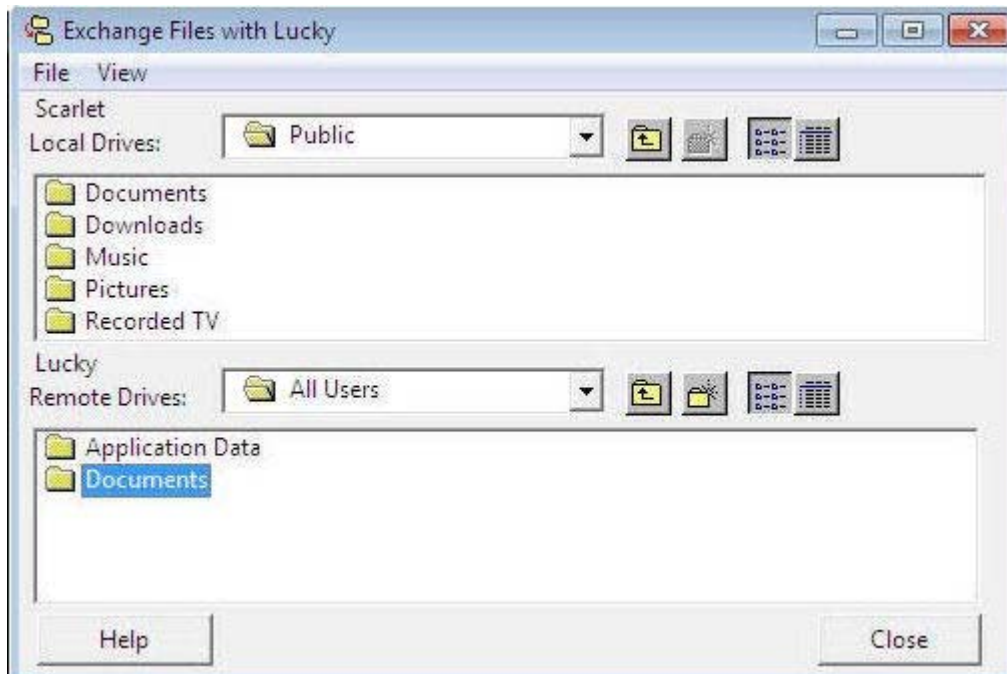 Exchange Files with Lucky
File View
Scarlet
Local Drives: Public
Documents
Downloads
Music
Pictures
Recorded TV
Lucky
Remote Drives: All Users
Application Data
Documents
Help Close